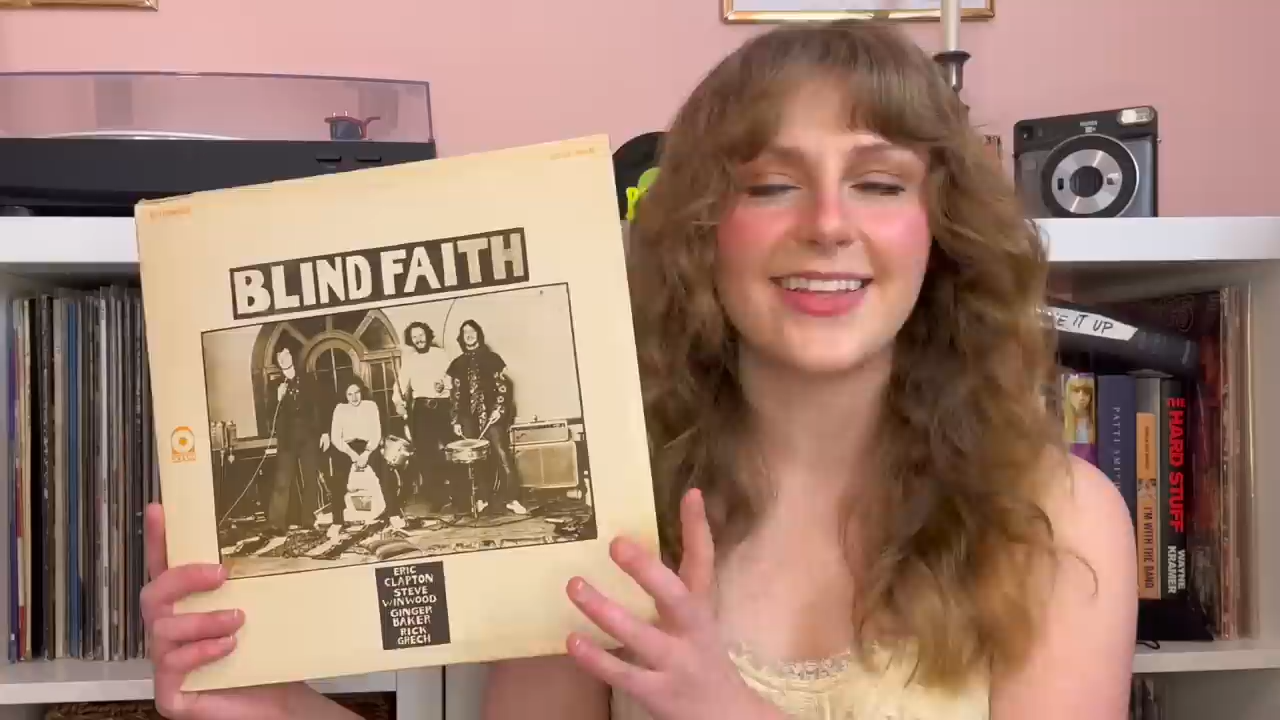 BLIND FAITH
ERIC
CLAPTON
STEVE
WINWOOD
GINGER
BAKER
RICK
GRECH
E IT UP
PATTI SMITH
I'M WITH THE BAND
THE HARD STUFF
WAYNE
KRAMER